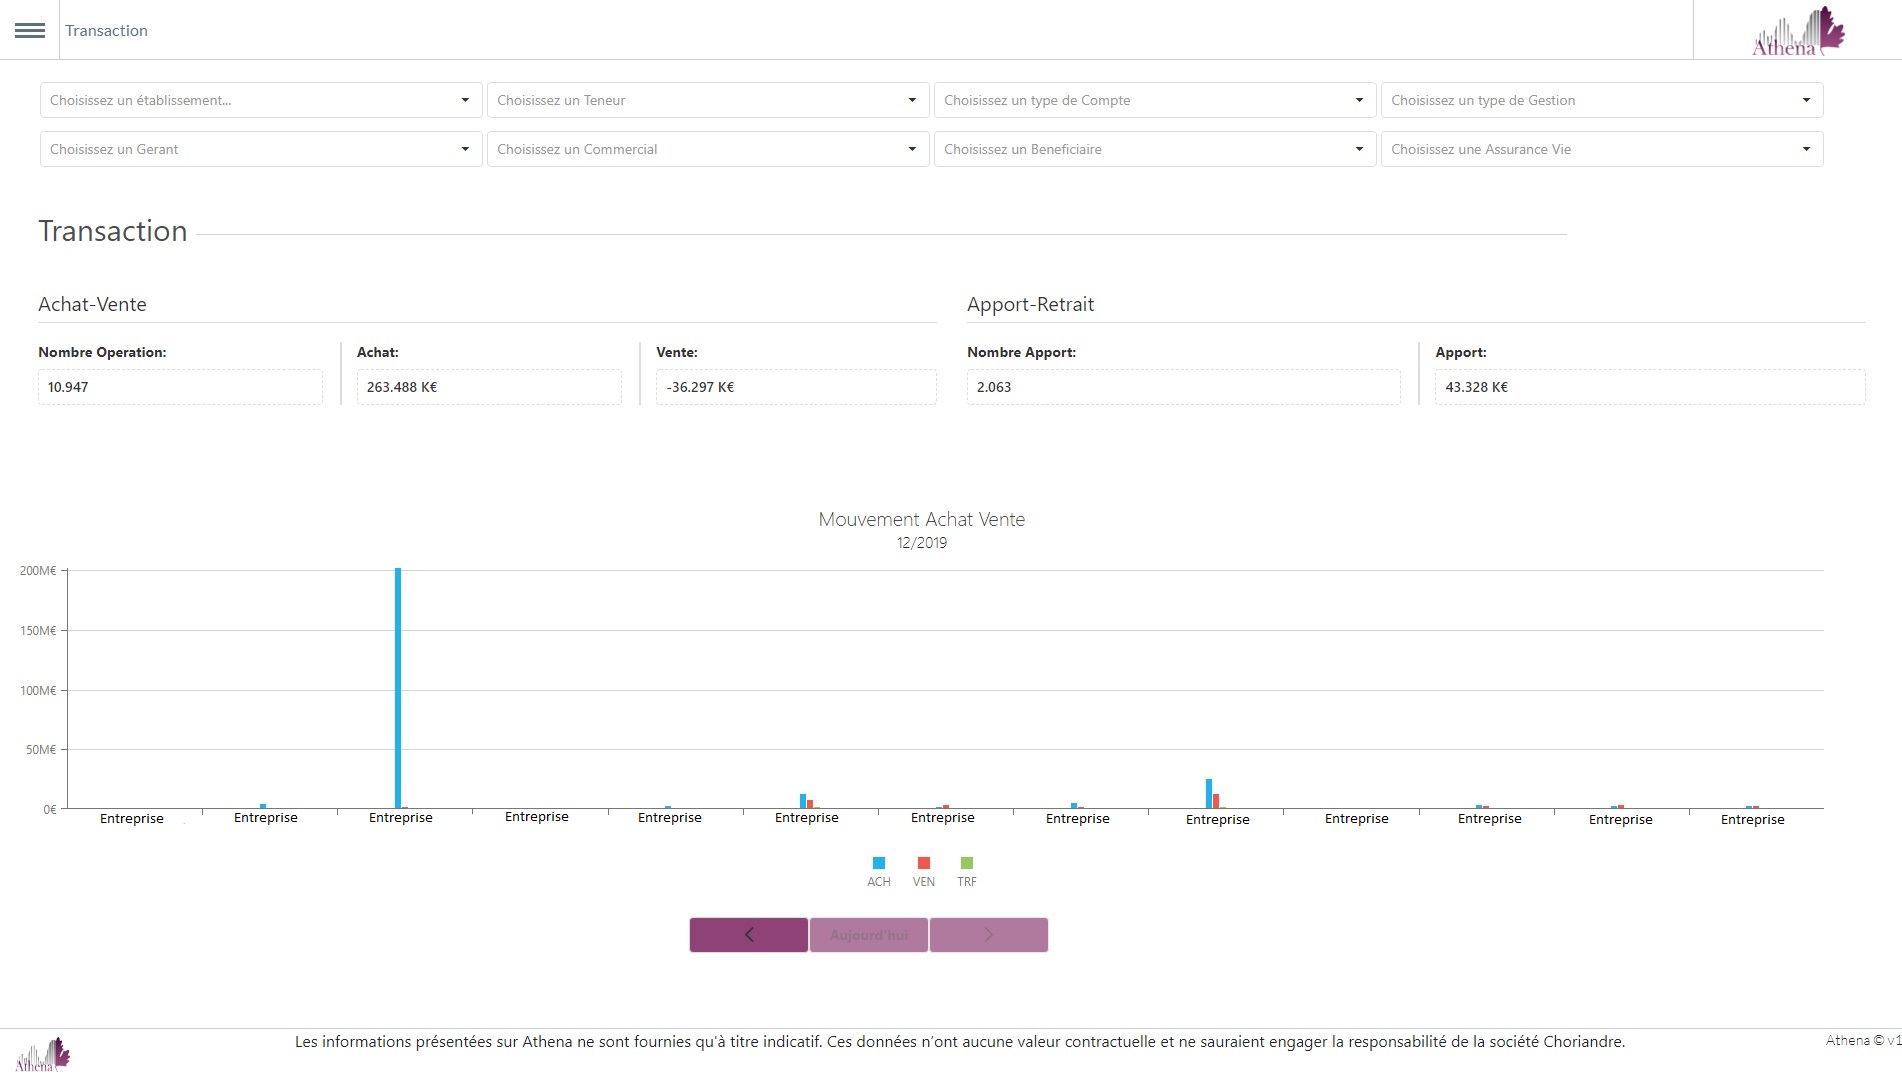 Transaction
Athena
Choisissez un établissement...
Choisissez un Teneur
Choisissez un type de Compte
Choisissez un type de Gestion
Choisissez un Gerant
Choisissez un Commercial
Choisissez un Beneficiaire
Choisissez une Assurance Vie
Transaction
Achat-Vente
Apport-Retrait
Nombre Operation:
Achat:
Vente:
Nombre Apport:
Apport:
10.947
263.488 K€
-36.297 K€
2.063
43.328 K€
Mouvement Achat Vente
12/2019
200M€
150M€
100M€
50M€
0€
Entreprise
Entreprise
Entreprise
Entreprise
Entreprise
Entreprise
Entreprise
Entreprise
Entreprise
Entreprise
Entreprise
Entreprise
Entreprise
ACH
VEN
TRF
Aujourd'hui
Athena
Les informations présentées sur Athena ne sont fournies qu'à titre indicatif. Ces données n’ont aucune valeur contractuelle et ne sauraient engager la responsabilité de la société Choriandre.
Athena © v1